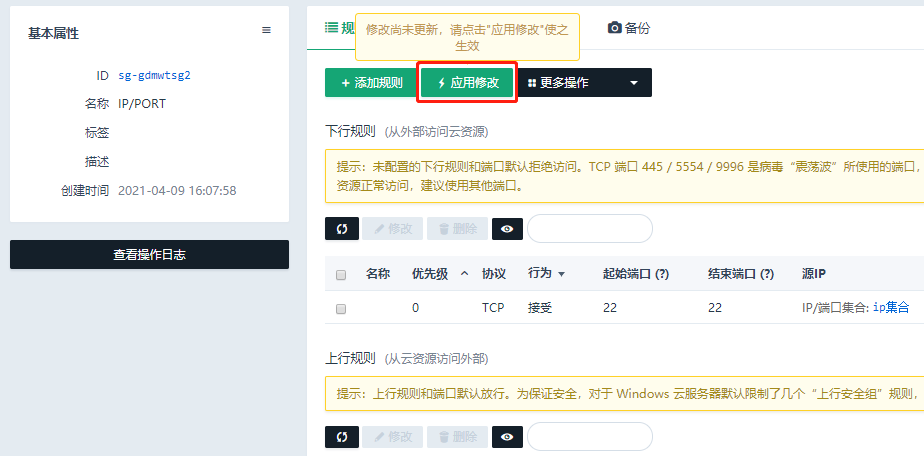 基本属性
ID sg-gdmwtsg2
名称 IP/PORT
标签
描述
创建时间 2021-04-09 16:07:58
查看操作日志
备份
修改尚未更新，请点击"应用修改"使之
生效
添加规则 应用修改 更多操作
下行规则 (从外部访问云资源)
提示：未配置的下行规则和端口默认拒绝访问。TCP 端口 445 / 5554 / 9996 是病毒“震荡波”所使用的端口，
资源正常访问，建议使用其他端口。
修改 删除
名称 优先级 协议 行为 起始端口 (?) 结束端口 (?) 源IP
0 TCP 接受 22 22 IP/端口集合: ip集合
上行规则 (从云资源访问外部)
提示：上行规则和端口默认放行。为保证安全，对于 Windows 云服务器默认限制了几个“上行安全组”规则，
修改 删除